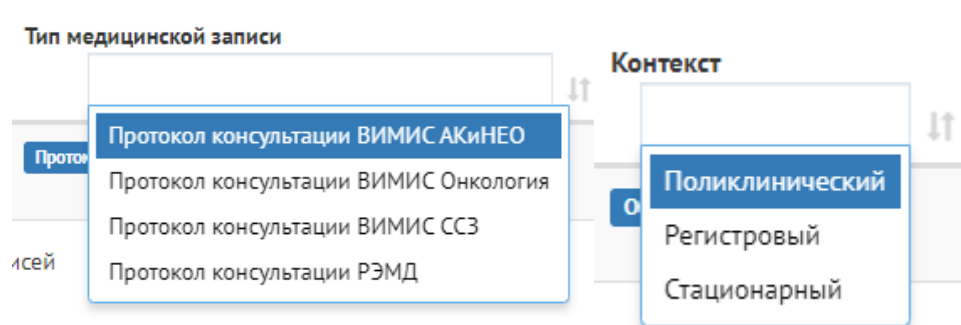 Тип медицинской записи
Протокол консультации ВИМИС АКиНЕО
Протокол консультации ВИМИС Онкология
Протокол консультации ВИМИС ССЗ
Протокол консультации РЭМД
Контекст
Поликлинический
Регистровый
Стационарный